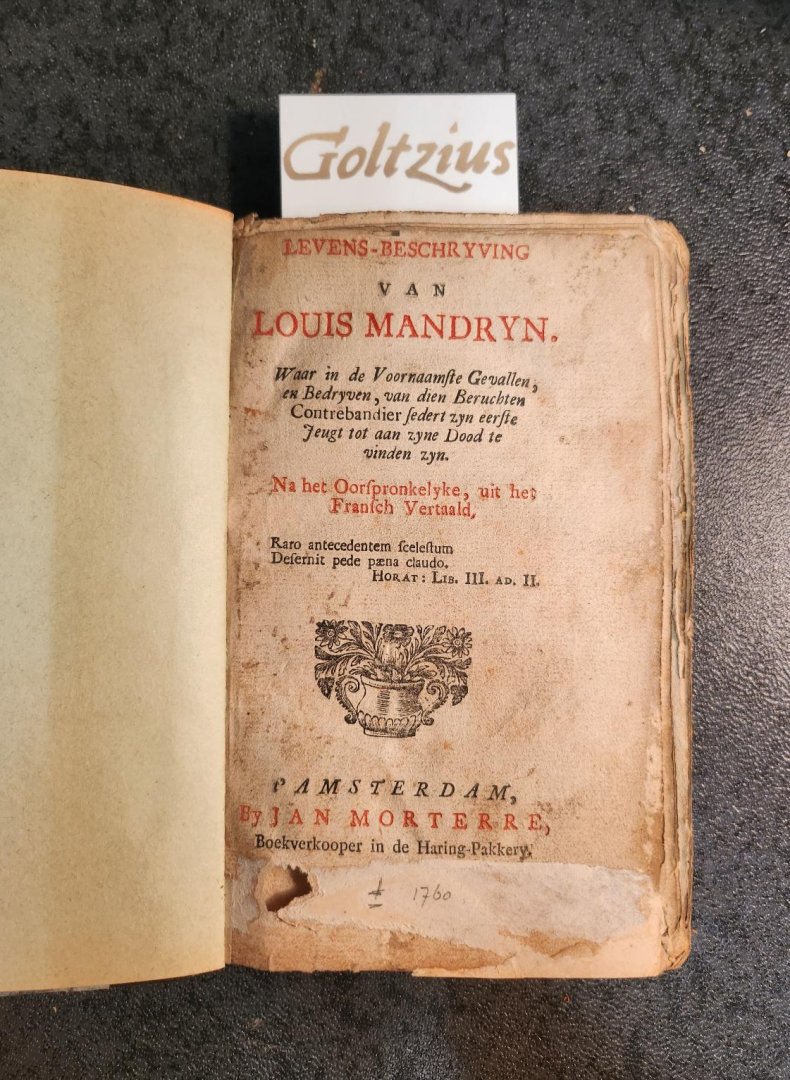 Goltzius
LEVENS-BESCHRYVING
VAN
LOUIS MANDRYN.
Waar in de Voornaamſte Gevallen,
en Bedryven, van dien Beruchten
Contrebandier ſedert zyn eerſte
Jeugt tot aan zyne Dood te
vinden zyn.
Na het Oorſpronkelyke, uit het
Franſch Vertaald,
Raro antecedentem ſceleſtum
Deſernit pede pæna claudo.
HORAT: LIB. III. AD. II.
t'AMSTERDAM,
By JAN MORTERRE,
Boekverkooper in de Haring-Pakkery.
± 1760